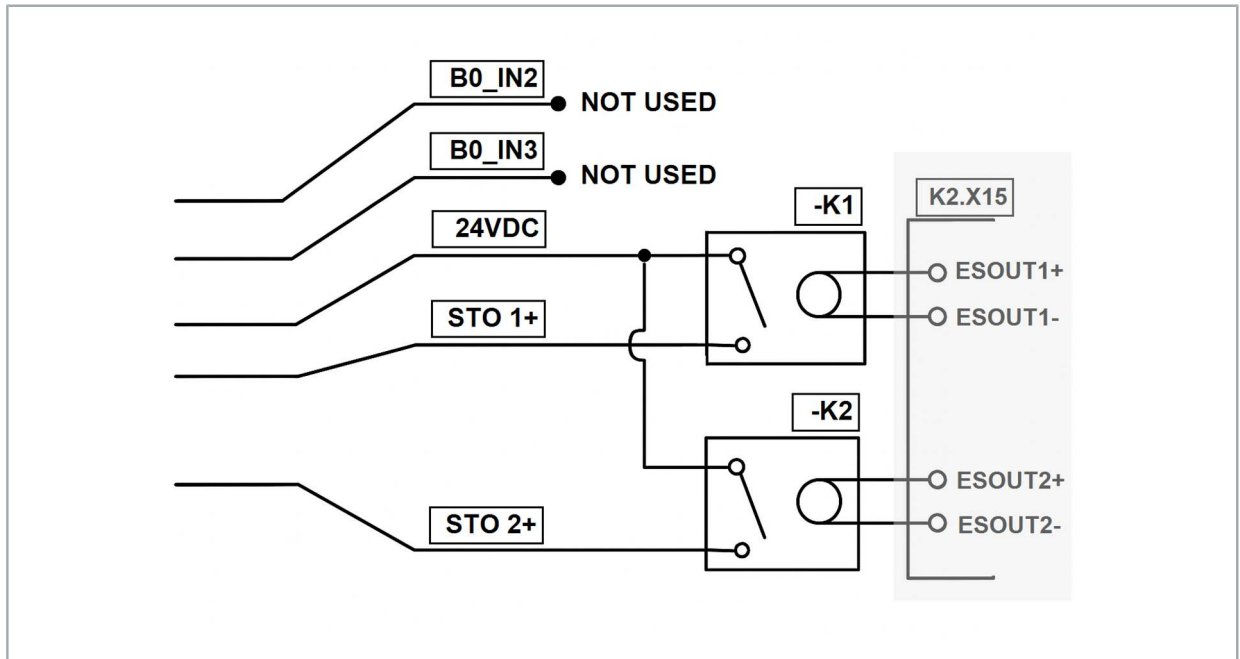 B0_IN2
NOT USED
B0_IN3
NOT USED
-K1
K2.X15
24VDC
ESOUT1+
STO 1+
ESOUT1-
-K2
ESOUT2+
STO 2+
ESOUT2-